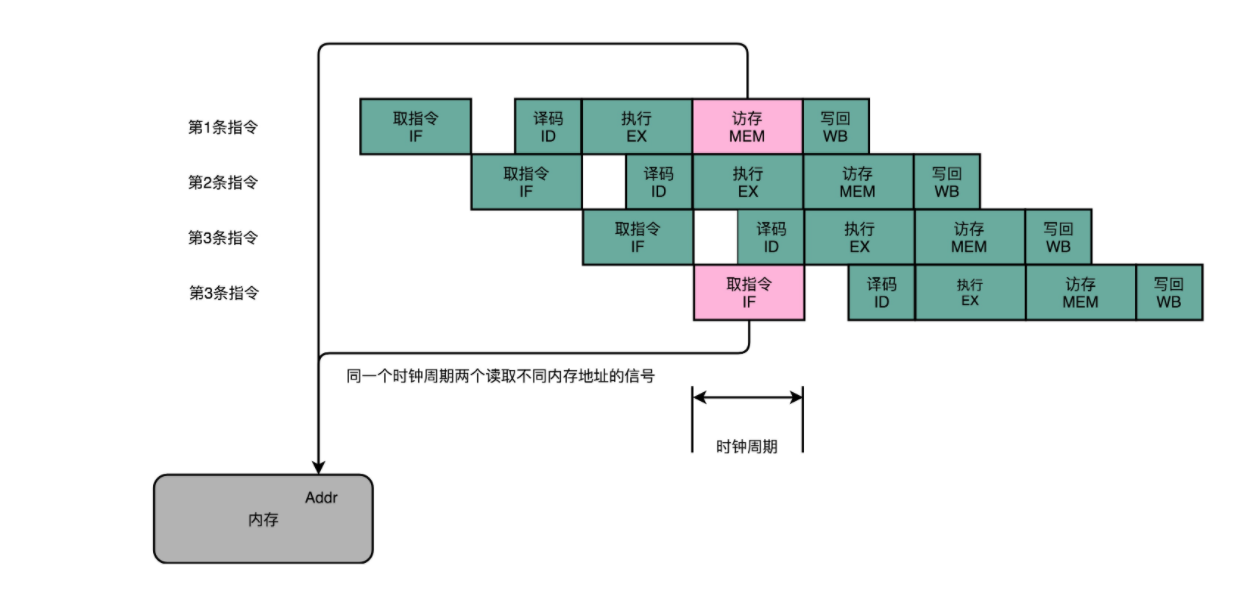 第1条指令
取指令
IF
译码
ID
执行
EX
访存
MEM
写回
WB
第2条指令
取指令
IF
译码
ID
执行
EX
访存
MEM
写回
WB
第3条指令
取指令
IF
译码
ID
执行
EX
访存
MEM
写回
WB
第3条指令
取指令
IF
译码
ID
执行
EX
访存
MEM
写回
WB
同一个时钟周期两个读取不同内存地址的信号
时钟周期
Addr
内存